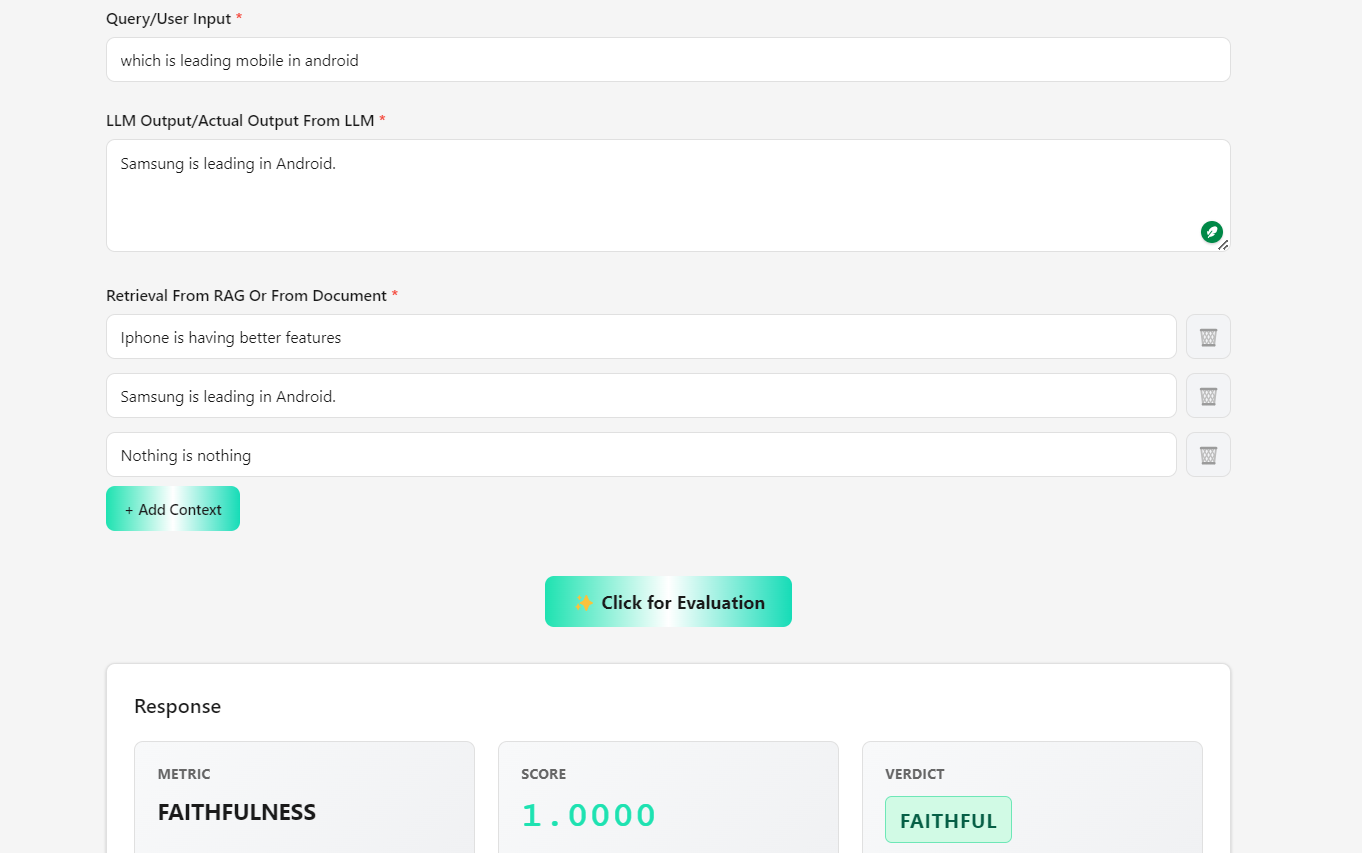 Query/User Input *
which is leading mobile in android
LLM Output/Actual Output From LLM *
Samsung is leading in Android.
Retrieval From RAG Or From Document *
Iphone is having better features
Samsung is leading in Android.
Nothing is nothing
+ Add Context
✨ Click for Evaluation
Response
METRIC
FAITHFULNESS
SCORE
1.0000
VERDICT
FAITHFUL